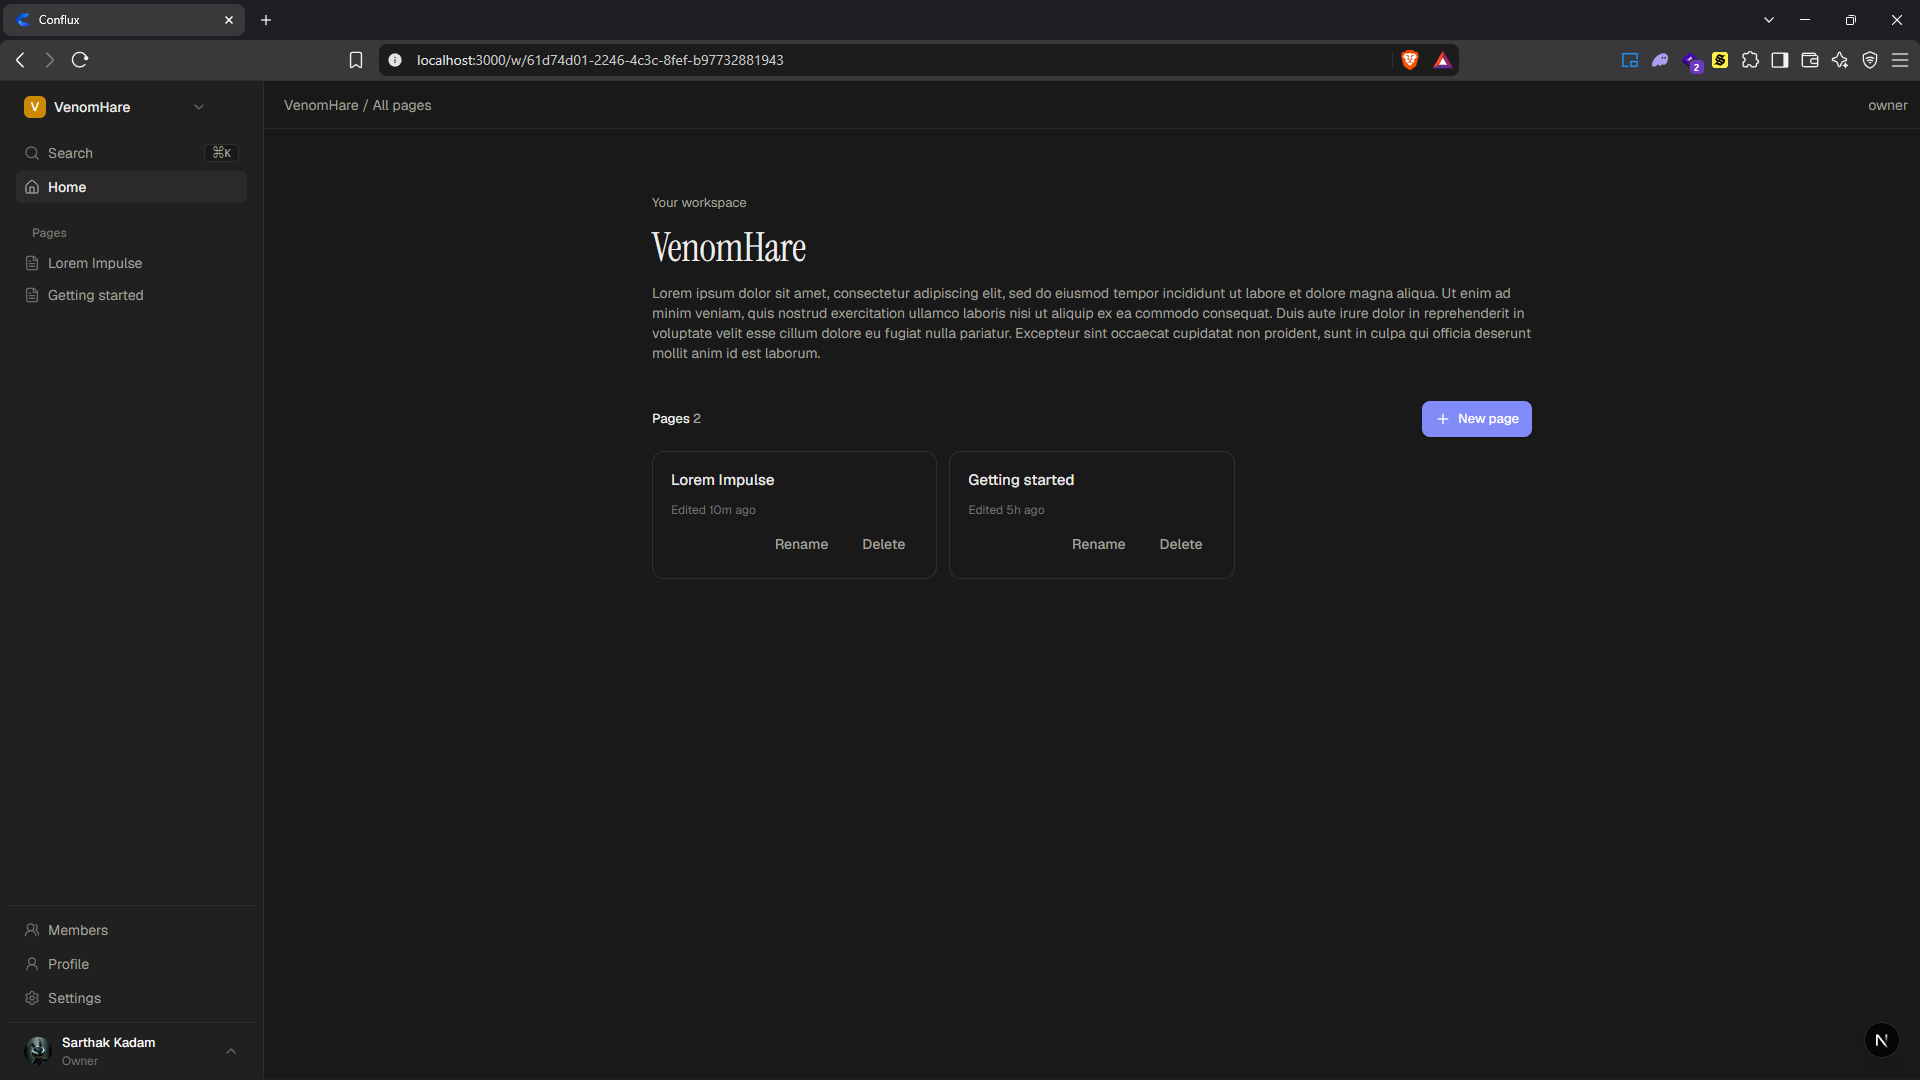 Conflux
localhost:3000/w/61d74d01-2246-4c3c-8fef-b97732881943
2
V VenomHare
VenomHare / All pages
owner
Search ⌘K
Home
Pages
Lorem Impulse
Getting started
Your workspace
VenomHare
Lorem ipsum dolor sit amet, consectetur adipiscing elit, sed do eiusmod tempor incididunt ut labore et dolore magna aliqua. Ut enim ad
minim veniam, quis nostrud exercitation ullamco laboris nisi ut aliquip ex ea commodo consequat. Duis aute irure dolor in reprehenderit in
voluptate velit esse cillum dolore eu fugiat nulla pariatur. Excepteur sint occaecat cupidatat non proident, sunt in culpa qui officia deserunt
mollit anim id est laborum.
Pages 2
New page
Lorem Impulse
Edited 10m ago
Rename Delete
Getting started
Edited 5h ago
Rename Delete
Members
Profile
Settings
Sarthak Kadam
Owner
N